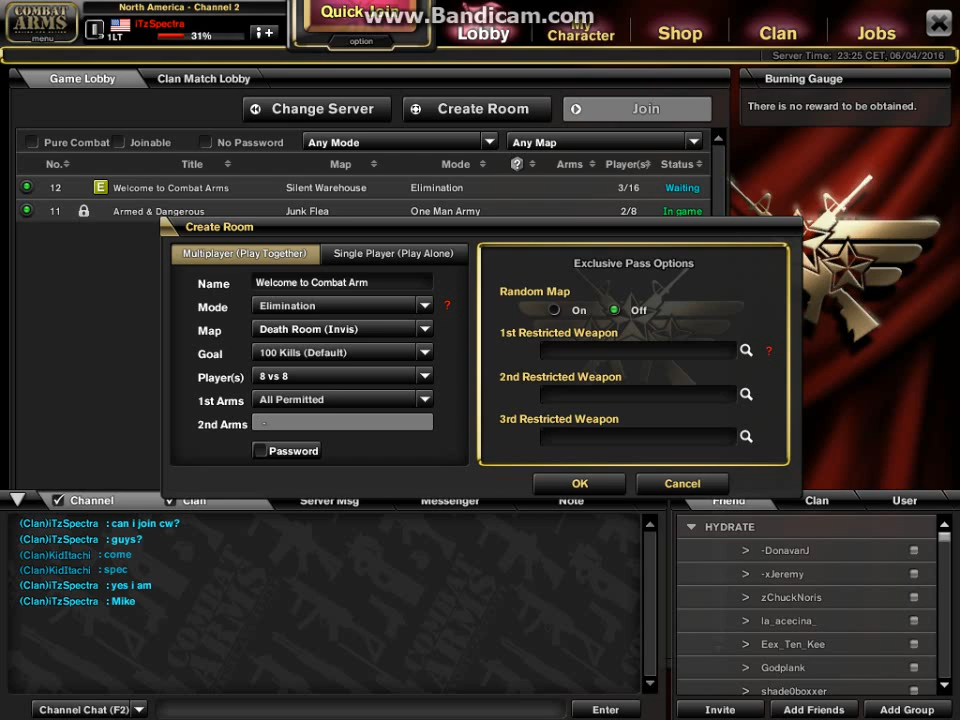 COMBAT ARMS
menu
North America - Channel 2
iTzSpectra
1LT
31%
Quick Join
option
www.Bandicam.com
Lobby
My Character
Shop
Clan
Jobs
Server Time: 23:25 CET, 06/04/2016
Game Lobby
Clan Match Lobby
Burning Gauge
There is no reward to be obtained.
Change Server
Create Room
Join
Pure Combat
Joinable
No Password
Any Mode
Any Map
No. Title Map Mode Arms Player(s) Status
12 E Welcome to Combat Arms Silent Warehouse Elimination 3/16 Waiting
11 Armed & Dangerous Junk Flea One Man Army 2/8 In game
Create Room
Multiplayer (Play Together)
Single Player (Play Alone)
Name Welcome to Combat Arm
Mode Elimination ?
Map Death Room (Invis)
Goal 100 Kills (Default)
Player(s) 8 vs 8
1st Arms All Permitted
2nd Arms -
Password
Exclusive Pass Options
Random Map
On Off
1st Restricted Weapon
?
2nd Restricted Weapon
3rd Restricted Weapon
OK
Cancel
Channel
Clan
Server Msg
Messenger
Note
Friend
Clan
User
(Clan)iTzSpectra : can i join cw?
(Clan)iTzSpectra : guys?
(Clan)KidItachi : come
(Clan)KidItachi : spec
(Clan)iTzSpectra : yes i am
(Clan)iTzSpectra : Mike
HYDRATE
> -DonavanJ
> -xJeremy
> zChuckNoris
> la_acecina_
> Eex_Ten_Kee
> Godplank
> shade0boxxer
Channel Chat (F2)
Enter
Invite
Add Friends
Add Group